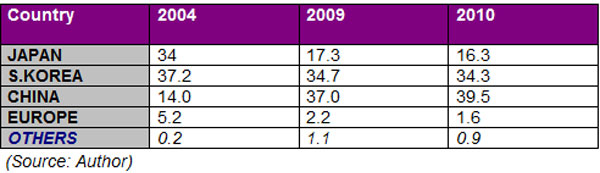 Country 2004 2009 2010
JAPAN 34 17.3 16.3
S.KOREA 37.2 34.7 34.3
CHINA 14.0 37.0 39.5
EUROPE 5.2 2.2 1.6
OTHERS 0.2 1.1 0.9
(Source: Author)